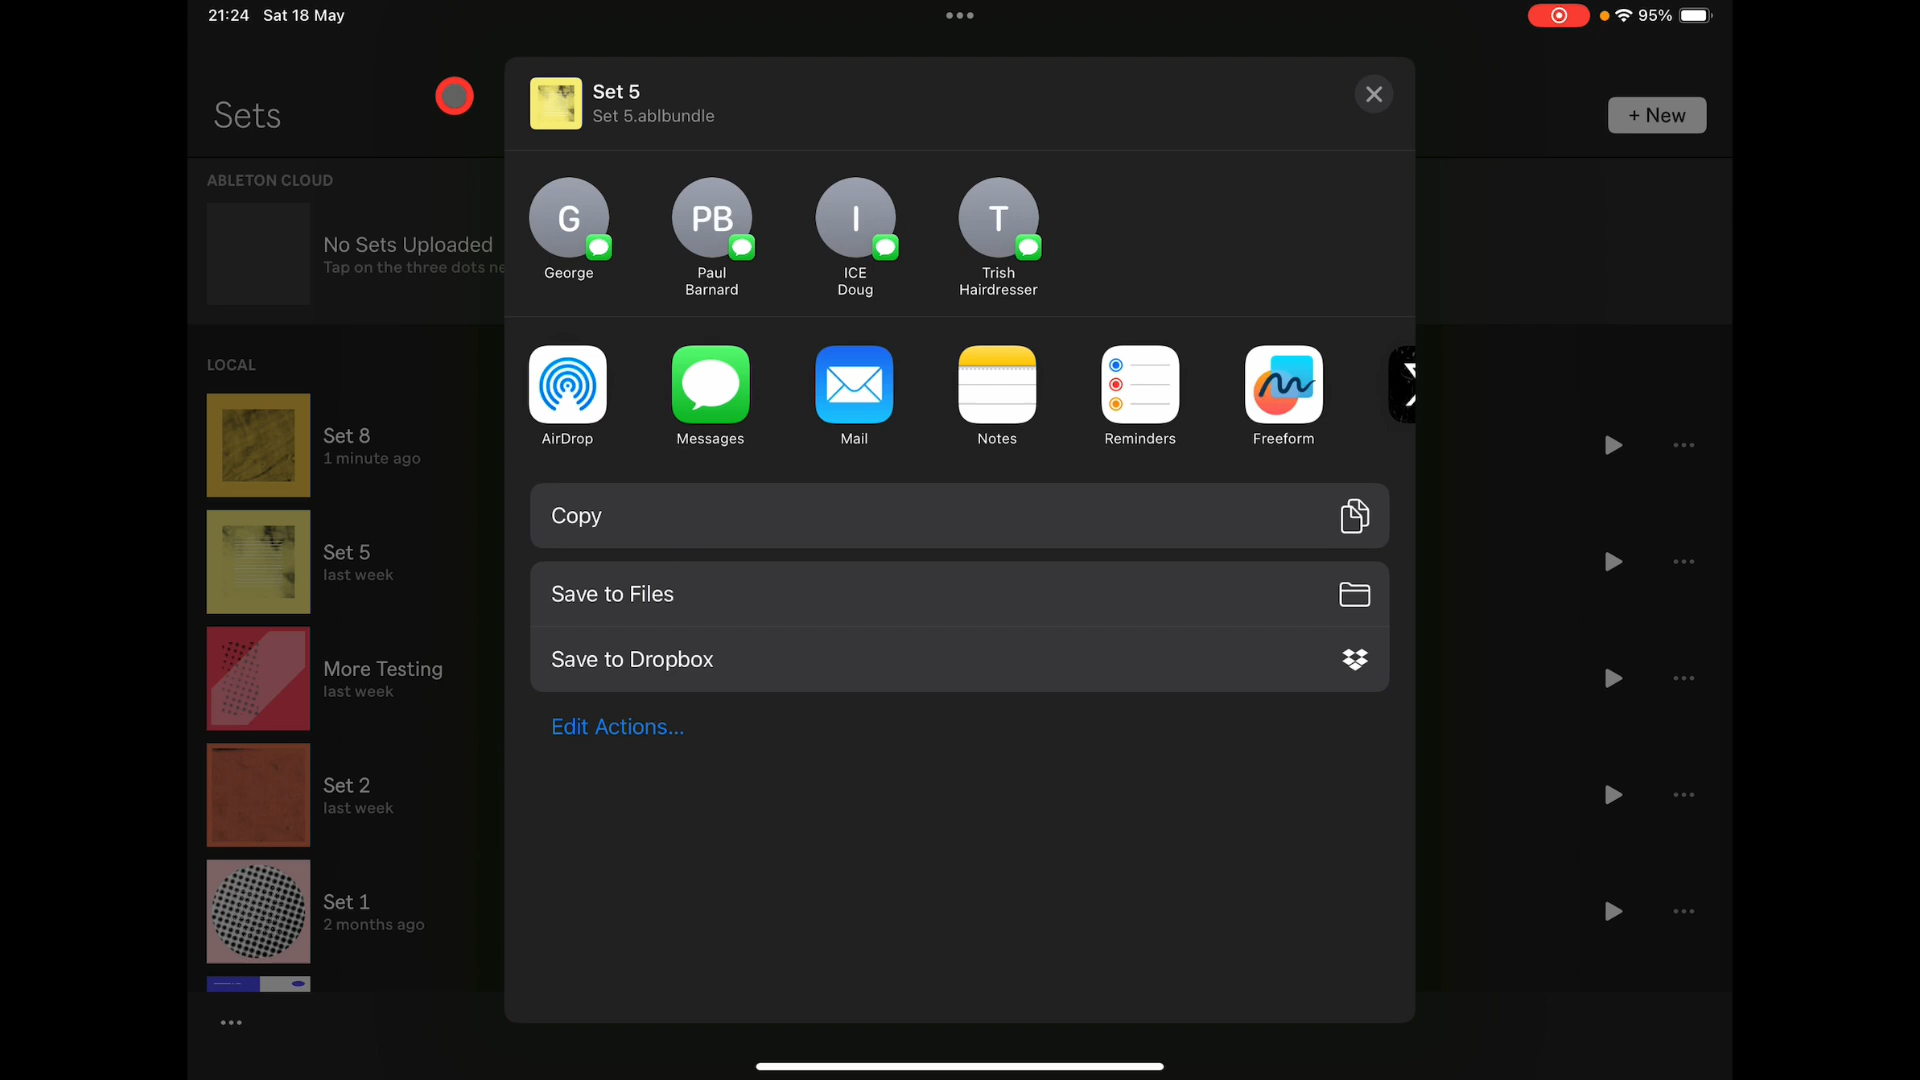 21:24 Sat 18 May
95%
Sets
+ New
ABLETON CLOUD
No Sets Uploaded
Tap on the three dots ne
LOCAL
Set 8
1 minute ago
Set 5
last week
More Testing
last week
Set 2
last week
Set 1
2 months ago
Set 5
Set 5.ablbundle
G
George
PB
Paul
Barnard
I
ICE
Doug
T
Trish
Hairdresser
AirDrop
Messages
Mail
Notes
Reminders
Freeform
Copy
Save to Files
Save to Dropbox
Edit Actions...